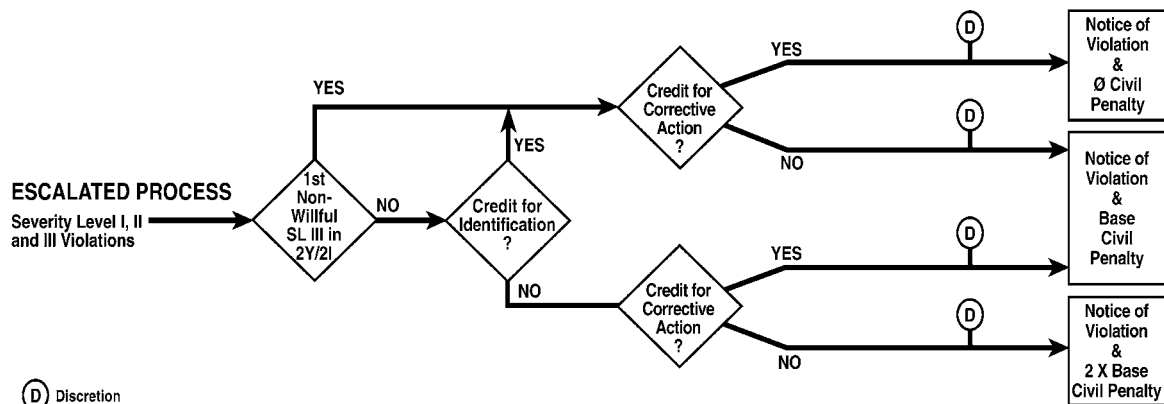 ESCALATED PROCESS
Severity Level I, II
and III Violations
1st
Non-
Willful
SL III in
2Y/2I
YES
NO
Credit for
Identification
?
YES
NO
Credit for
Corrective
Action
?
YES
D
NO
D
Notice of
Violation
&
Ø Civil
Penalty
Notice of
Violation
&
Base
Civil
Penalty
Credit for
Corrective
Action
?
YES
D
NO
D
Notice of
Violation
&
2 X Base
Civil Penalty
D Discretion